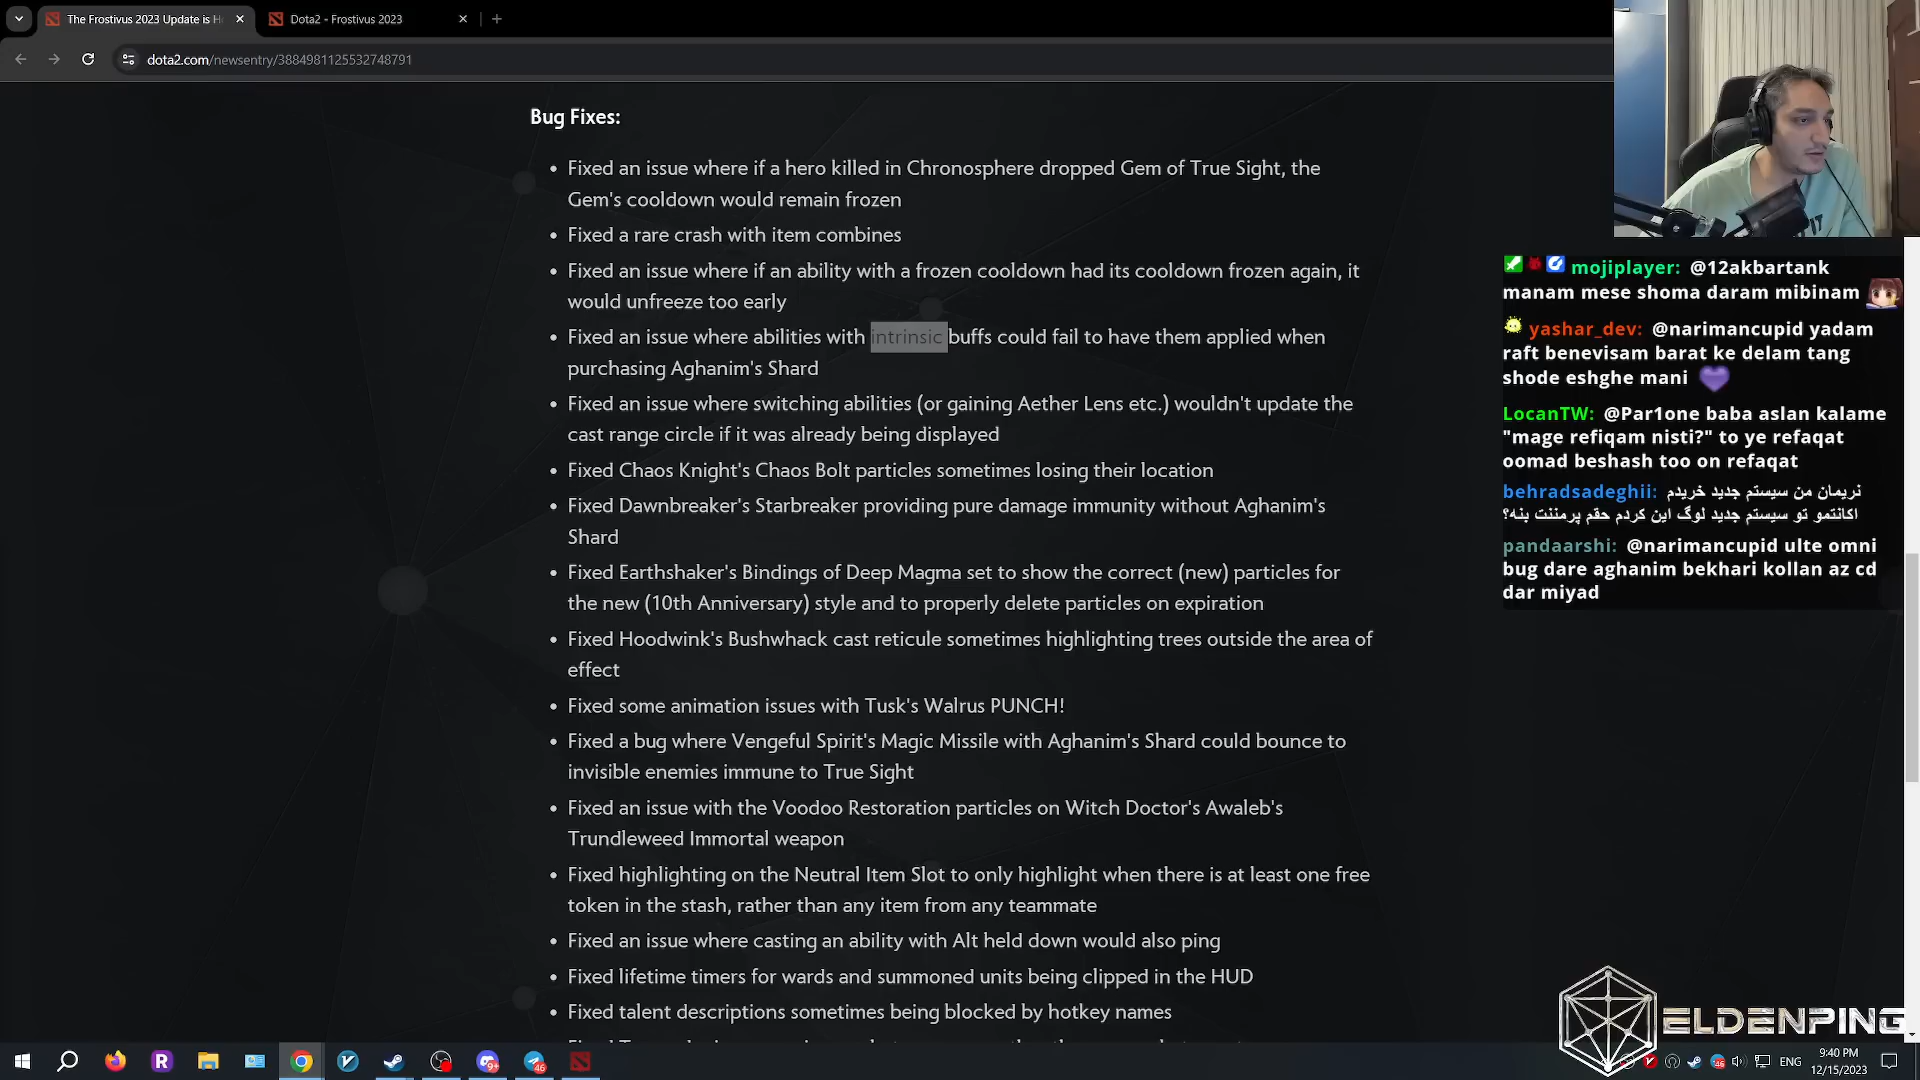 The Frostivus 2023 Update is H
Dota2 - Frostivus 2023
dota2.com/newsentry/3884981125532748791
Bug Fixes:
Fixed an issue where if a hero killed in Chronosphere dropped Gem of True Sight, the
Gem's cooldown would remain frozen
Fixed a rare crash with item combines
Fixed an issue where if an ability with a frozen cooldown had its cooldown frozen again, it
would unfreeze too early
Fixed an issue where abilities with intrinsic buffs could fail to have them applied when
purchasing Aghanim's Shard
Fixed an issue where switching abilities (or gaining Aether Lens etc.) wouldn't update the
cast range circle if it was already being displayed
Fixed Chaos Knight's Chaos Bolt particles sometimes losing their location
Fixed Dawnbreaker's Starbreaker providing pure damage immunity without Aghanim's
Shard
Fixed Earthshaker's Bindings of Deep Magma set to show the correct (new) particles for
the new (10th Anniversary) style and to properly delete particles on expiration
Fixed Hoodwink's Bushwhack cast reticule sometimes highlighting trees outside the area of
effect
Fixed some animation issues with Tusk's Walrus PUNCH!
Fixed a bug where Vengeful Spirit's Magic Missile with Aghanim's Shard could bounce to
invisible enemies immune to True Sight
Fixed an issue with the Voodoo Restoration particles on Witch Doctor's Awaleb's
Trundleweed Immortal weapon
Fixed highlighting on the Neutral Item Slot to only highlight when there is at least one free
token in the stash, rather than any item from any teammate
Fixed an issue where casting an ability with Alt held down would also ping
Fixed lifetime timers for wards and summoned units being clipped in the HUD
Fixed talent descriptions sometimes being blocked by hotkey names
mojiplayer: @12akbartank
manam mese shoma daram mibinam
yashar_dev: @narimancupid yadam
raft benevisam barat ke delam tang
shode eshghe mani
LocanTW: @Par1one baba aslan kalame
"mage refiqam nisti?" to ye refaqat
oomad beshash too on refaqat
behradsadeghii: نریمان من سیستم جدید خریدم
اکانتمو تو سیستم جدید لوگ این کردم حقم پرمننت بنه؟
pandaarshi: @narimancupid ulte omni
bug dare aghanim bekhari kollan az cd
dar miyad
ELDENPING
ENG
9:40 PM
12/15/2023